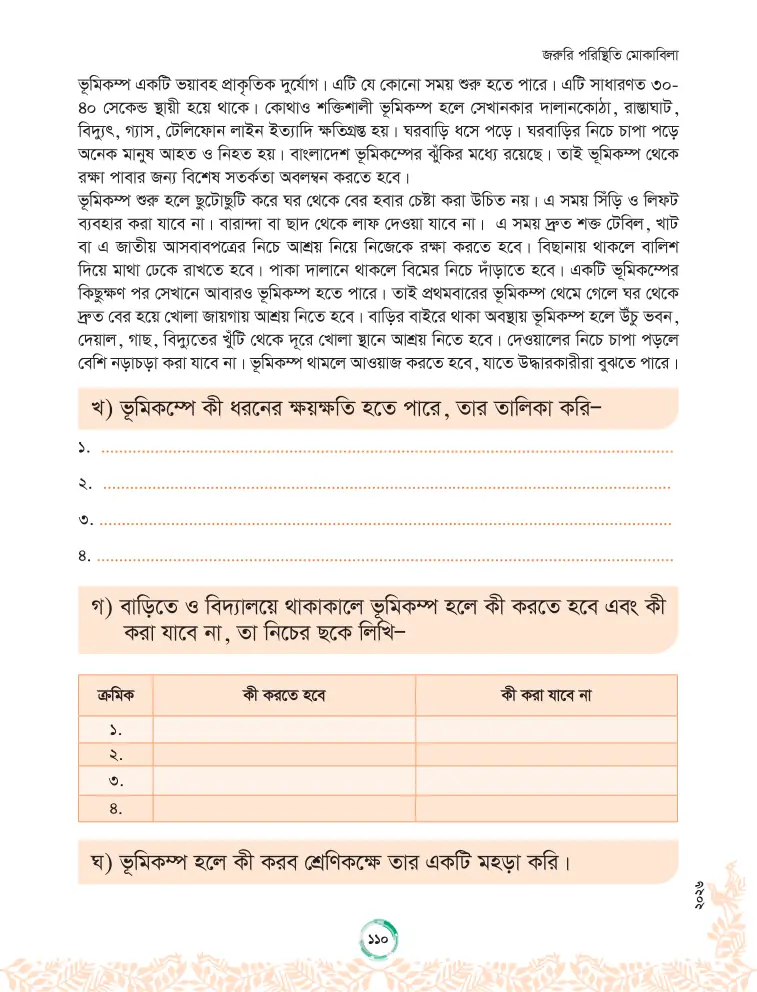 জরুরি পরিস্থিতি মোকাবিলা
ভূমিকম্প একটি ভয়াবহ প্রাকৃতিক দুর্যোগ। এটি যে কোনো সময় শুরু হতে পারে। এটি সাধারণত ৩০-
৪০ সেকেন্ড স্থায়ী হয়ে থাকে। কোথাও শক্তিশালী ভূমিকম্প হলে সেখানকার দালানকোঠা, রাস্তাঘাট,
বিদ্যুৎ, গ্যাস, টেলিফোন লাইন ইত্যাদি ক্ষতিগ্রস্ত হয়। ঘরবাড়ি ধসে পড়ে। ঘরবাড়ির নিচে চাপা পড়ে
অনেক মানুষ আহত ও নিহত হয়। বাংলাদেশ ভূমিকম্পের ঝুঁকির মধ্যে রয়েছে। তাই ভূমিকম্প থেকে
রক্ষা পাবার জন্য বিশেষ সতর্কতা অবলম্বন করতে হবে।
ভূমিকম্প শুরু হলে ছুটোছুটি করে ঘর থেকে বের হবার চেষ্টা করা উচিত নয়। এ সময় সিঁড়ি ও লিফট
ব্যবহার করা যাবে না। বারান্দা বা ছাদ থেকে লাফ দেওয়া যাবে না। এ সময় দ্রুত শক্ত টেবিল, খাট
বা এ জাতীয় আসবাবপত্রের নিচে আশ্রয় নিয়ে নিজেকে রক্ষা করতে হবে। বিছানায় থাকলে বালিশ
দিয়ে মাথা ঢেকে রাখতে হবে। পাকা দালানে থাকলে বিমের নিচে দাঁড়াতে হবে। একটি ভূমিকম্পের
কিছুক্ষণ পর সেখানে আবারও ভূমিকম্প হতে পারে। তাই প্রথমবারের ভূমিকম্প থেমে গেলে ঘর থেকে
দ্রুত বের হয়ে খোলা জায়গায় আশ্রয় নিতে হবে। বাড়ির বাইরে থাকা অবস্থায় ভূমিকম্প হলে উঁচু ভবন,
দেয়াল, গাছ, বিদ্যুতের খুঁটি থেকে দূরে খোলা স্থানে আশ্রয় নিতে হবে। দেওয়ালের নিচে চাপা পড়লে
বেশি নড়াচড়া করা যাবে না। ভূমিকম্প থামলে আওয়াজ করতে হবে, যাতে উদ্ধারকারীরা বুঝতে পারে।
খ) ভূমিকম্পে কী ধরনের ক্ষয়ক্ষতি হতে পারে, তার তালিকা করি–
১. ........................................................................
২. ........................................................................
৩. ........................................................................
৪. ........................................................................
গ) বাড়িতে ও বিদ্যালয়ে থাকাকালে ভূমিকম্প হলে কী করতে হবে এবং কী
করা যাবে না, তা নিচের ছকে লিখি–
ক্রমিক কী করতে হবে কী করা যাবে না
১.
২.
৩.
৪.
ঘ) ভূমিকম্প হলে কী করব শ্রেণিকক্ষে তার একটি মহড়া করি।
২০২৬
১১০